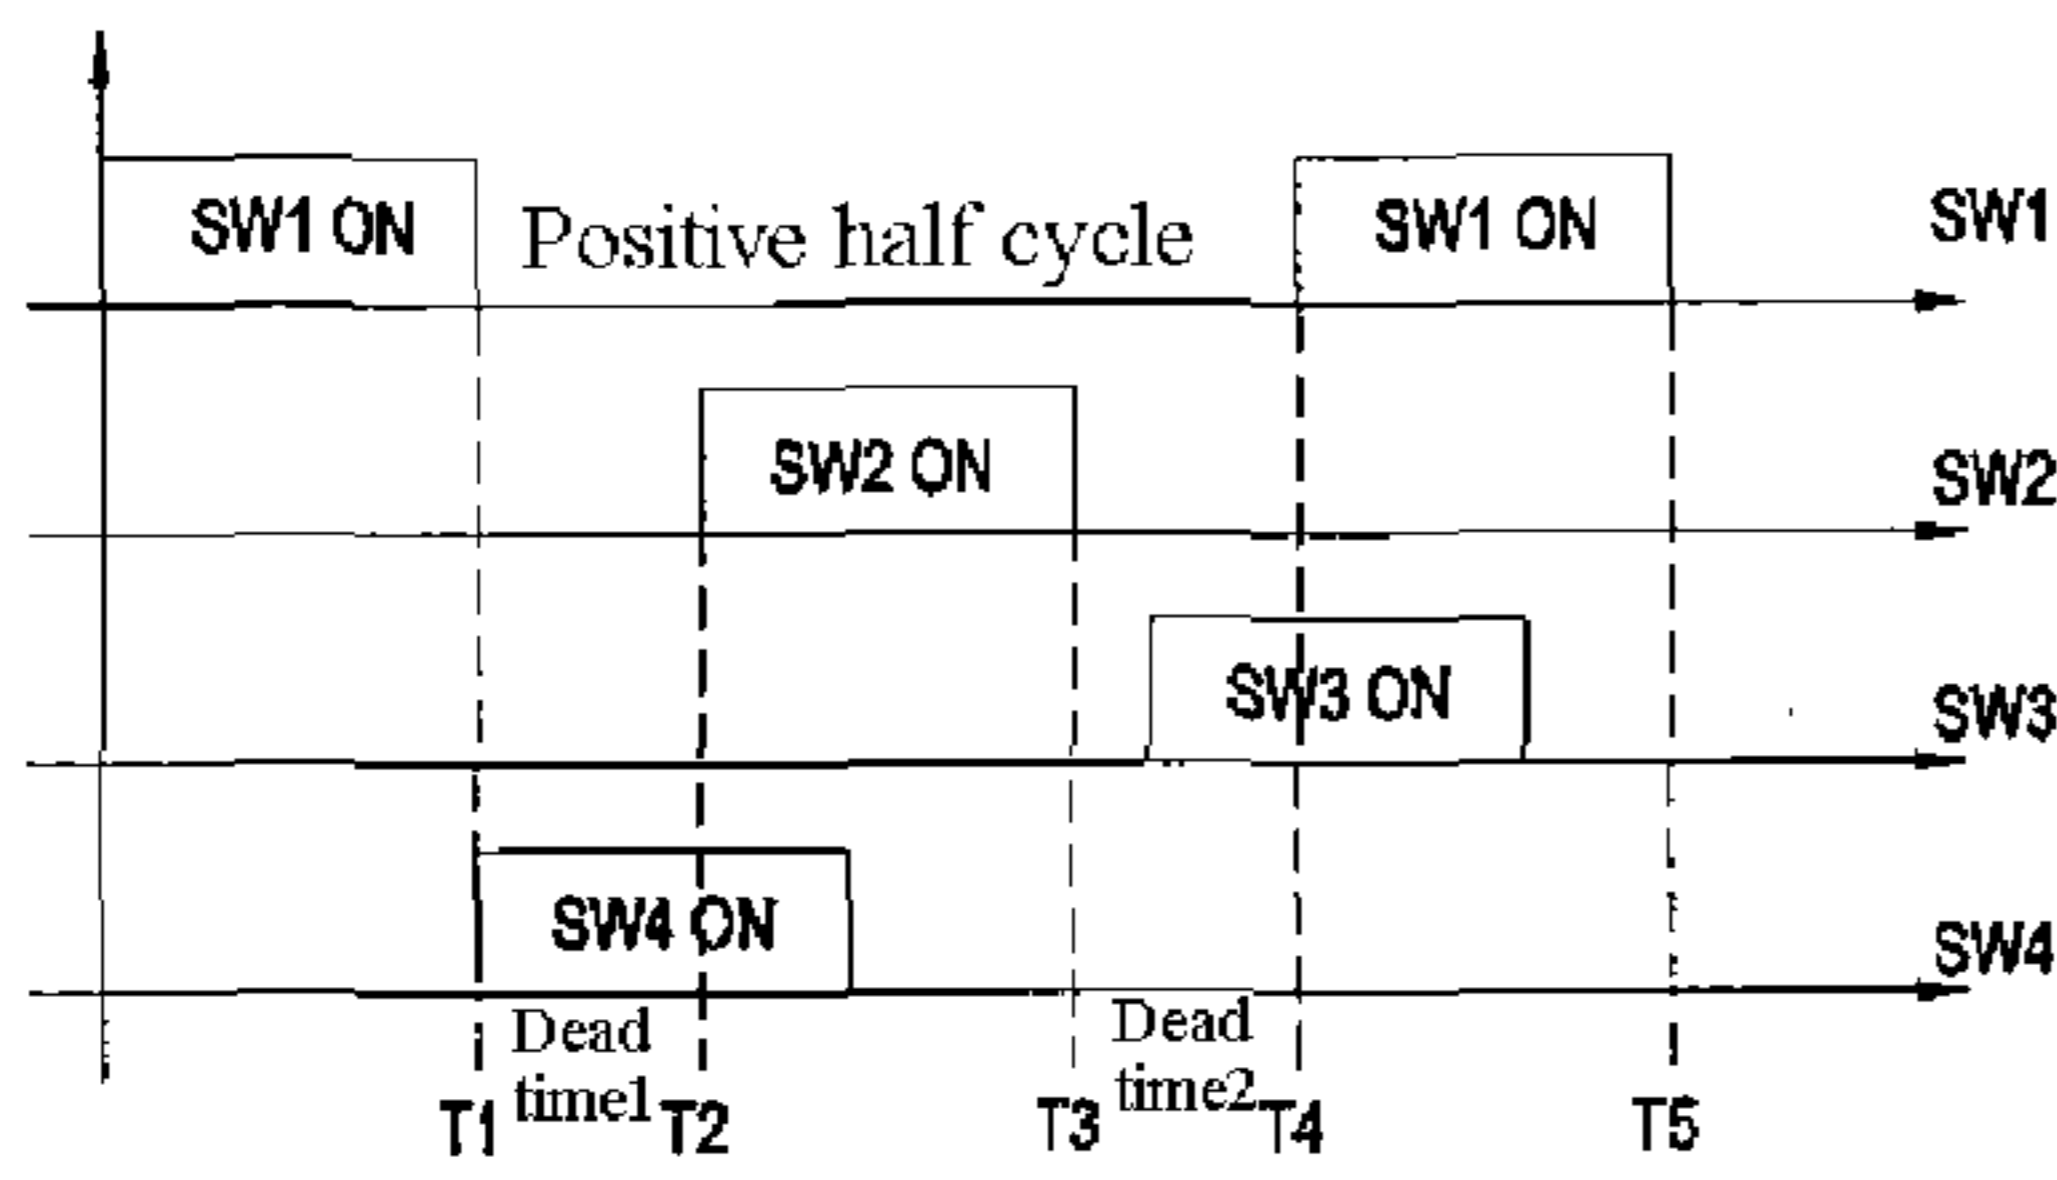 SW1 ON
Positive half cycle
SW1 ON
SW1
SW2 ON
SW2
SW3 ON
SW3
SW4 ON
SW4
Dead
time1
Dead
time2
T1
T2
T3
T4
T5